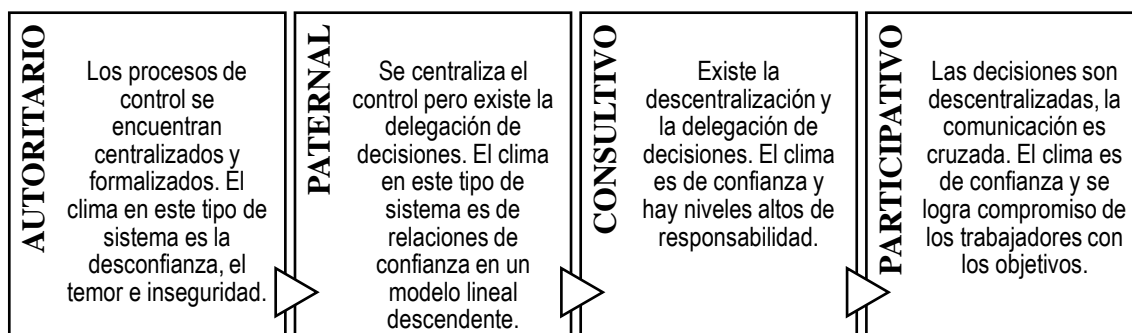 AUTORITARIO
Los procesos de
control se
encuentran
centralizados y
formalizados. El
clima en este tipo de
sistema es la
desconfianza, el
temor e inseguridad.
PATERNAL
Se centraliza el
control pero existe la
delegación de
decisiones. El clima
en este tipo de
sistema es de
relaciones de
confianza en un
modelo lineal
descendente.
CONSULTIVO
Existe la
descentralización y
la delegación de
decisiones. El clima
es de confianza y
hay niveles altos de
responsabilidad.
PARTICIPATIVO
Las decisiones son
descentralizadas, la
comunicación es
cruzada. El clima es
de confianza y se
logra compromiso de
los trabajadores con
los objetivos.